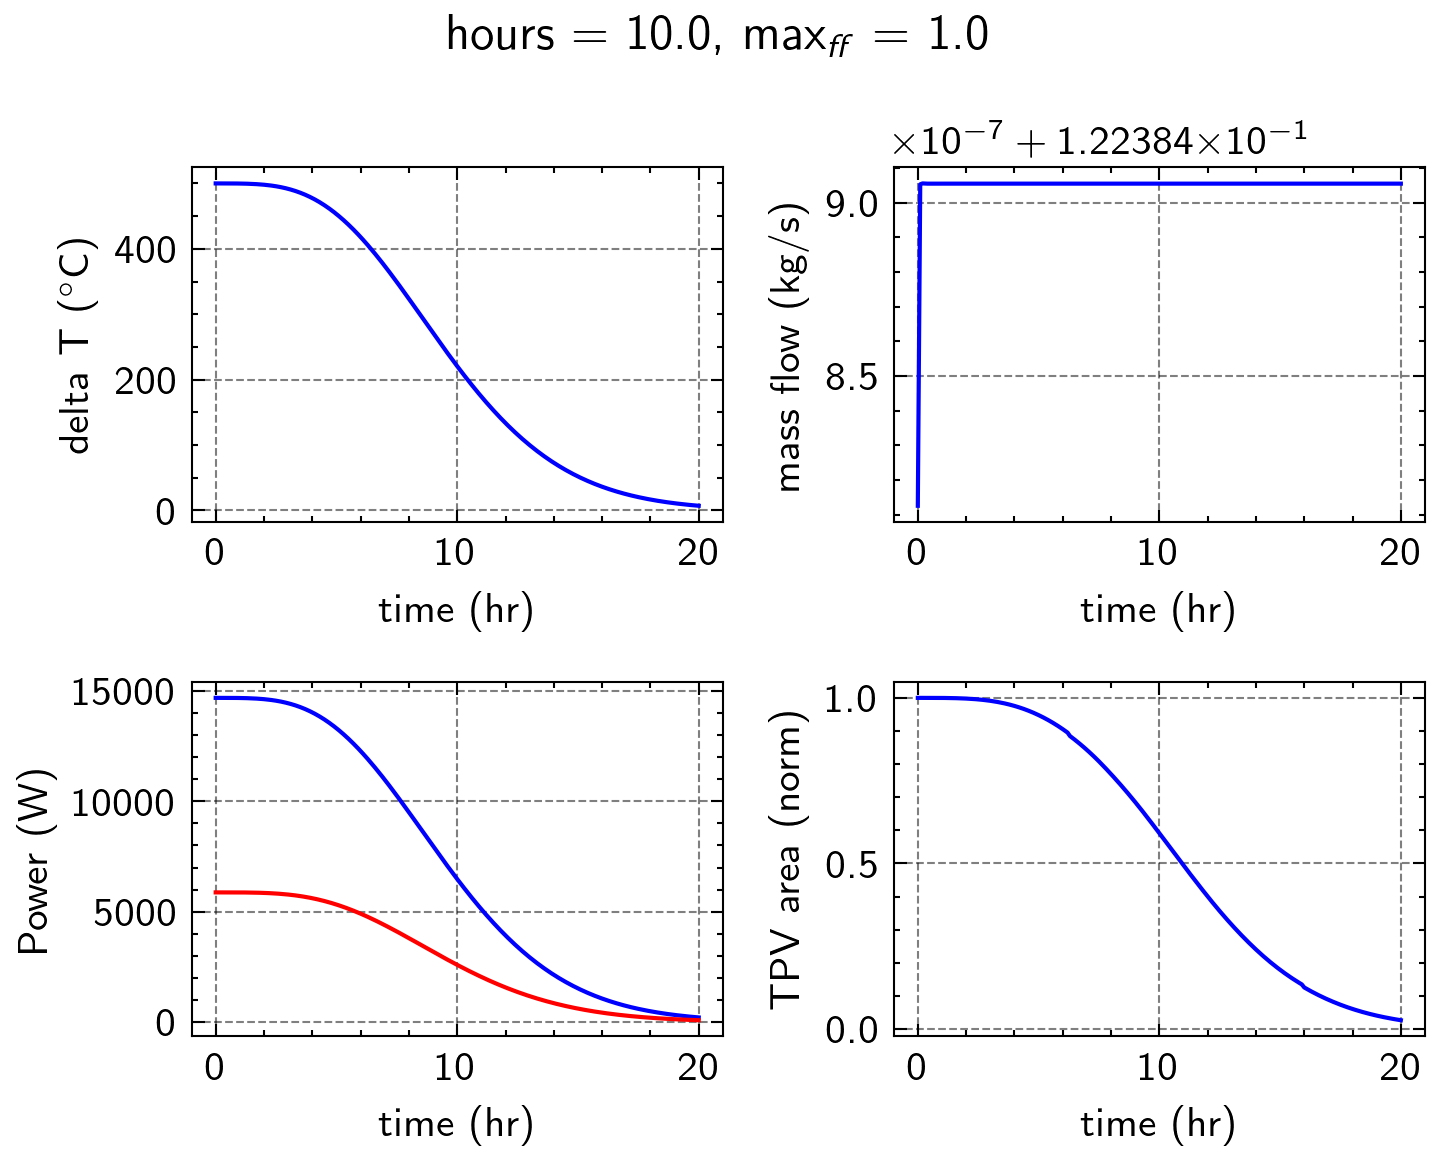 hours = 10.0, max_ff = 1.0
×10⁻⁷ + 1.22384×10⁻¹
delta T (°C)
400
200
0
0 10 20
time (hr)
mass flow (kg/s)
9.0
8.5
0 10 20
time (hr)
Power (W)
15000
10000
5000
0
0 10 20
time (hr)
TPV area (norm)
1.0
0.5
0.0
0 10 20
time (hr)